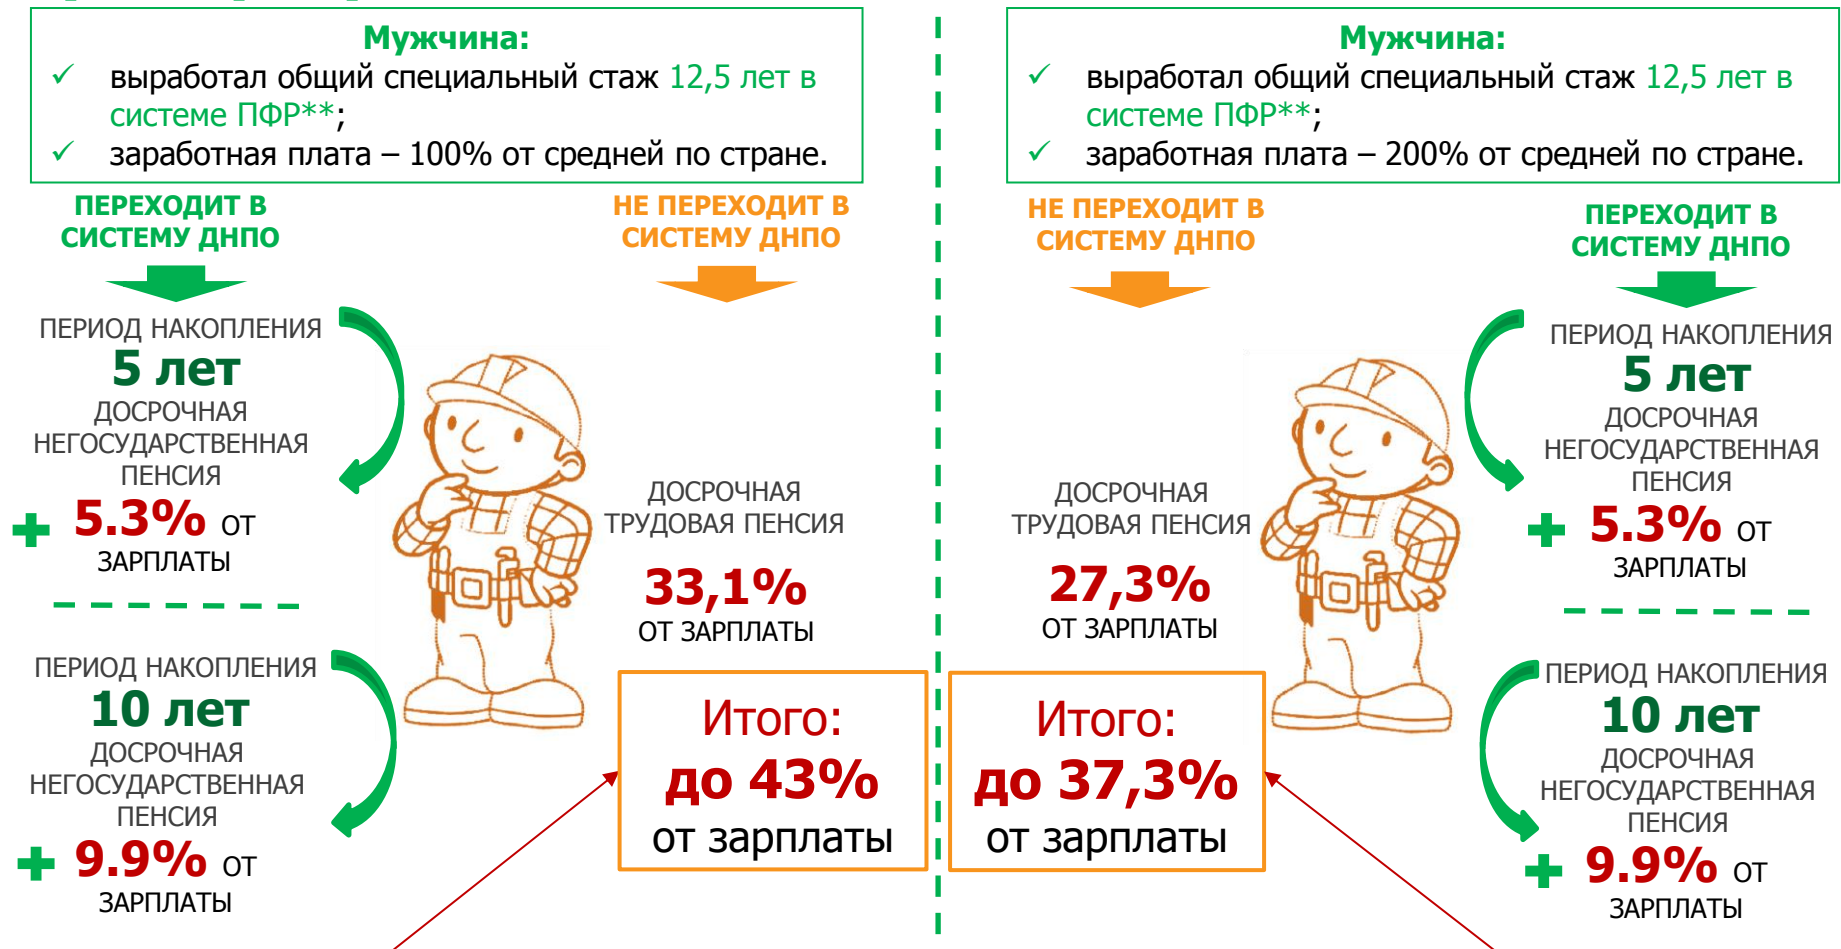 Мужчина:
выработал общий специальный стаж 12,5 лет в
системе ПФР**;
заработная плата – 100% от средней по стране.
ПЕРЕХОДИТ В
СИСТЕМУ ДНПО
НЕ ПЕРЕХОДИТ В
СИСТЕМУ ДНПО
ПЕРИОД НАКОПЛЕНИЯ
5 лет
ДОСРОЧНАЯ
НЕГОСУДАРСТВЕННАЯ
ПЕНСИЯ
+ 5.3% ОТ
ЗАРПЛАТЫ
ПЕРИОД НАКОПЛЕНИЯ
10 лет
ДОСРОЧНАЯ
НЕГОСУДАРСТВЕННАЯ
ПЕНСИЯ
+ 9.9% ОТ
ЗАРПЛАТЫ
ДОСРОЧНАЯ
ТРУДОВАЯ ПЕНСИЯ
33,1%
ОТ ЗАРПЛАТЫ
Итого:
до 43%
от зарплаты
Мужчина:
выработал общий специальный стаж 12,5 лет в
системе ПФР**;
заработная плата – 200% от средней по стране.
НЕ ПЕРЕХОДИТ В
СИСТЕМУ ДНПО
ПЕРЕХОДИТ В
СИСТЕМУ ДНПО
ДОСРОЧНАЯ
ТРУДОВАЯ ПЕНСИЯ
27,3%
ОТ ЗАРПЛАТЫ
Итого:
до 37,3%
от зарплаты
ПЕРИОД НАКОПЛЕНИЯ
5 лет
ДОСРОЧНАЯ
НЕГОСУДАРСТВЕННАЯ
ПЕНСИЯ
+ 5.3% ОТ
ЗАРПЛАТЫ
ПЕРИОД НАКОПЛЕНИЯ
10 лет
ДОСРОЧНАЯ
НЕГОСУДАРСТВЕННАЯ
ПЕНСИЯ
+ 9.9% ОТ
ЗАРПЛАТЫ